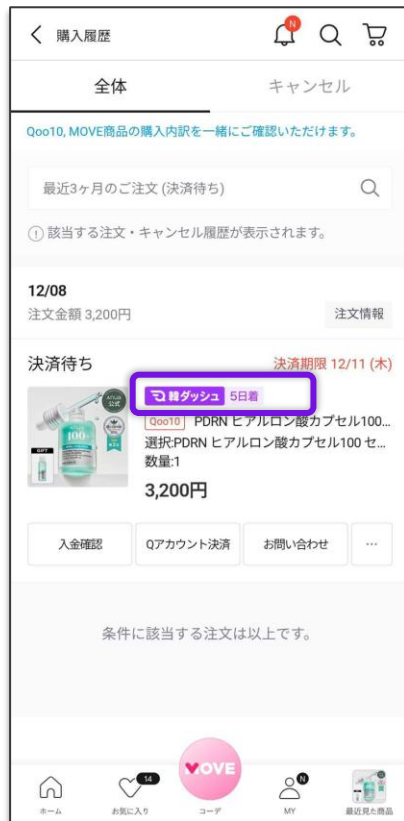 購入履歴
N
全体
キャンセル
Qoo10, MOVE商品の購入内訳を一緒にご確認いただけます。
最近3ヶ月のご注文 (決済待ち)
! 該当する注文・キャンセル履歴が表示されます。
12/08
注文金額 3,200円
注文情報
決済待ち
決済期限 12/11 (木)
韓ダッシュ 5日着
Qoo10 PDRN ヒアルロン酸カプセル100...
選択:PDRN ヒアルロン酸カプセル100 セ...
数量:1
3,200円
公式
100+
GIFT
入金確認
Qアカウント決済
お問い合わせ
...
条件に該当する注文は以上です。
14
MOVE
N
ホーム
お気に入り
コーデ
MY
最近見た商品